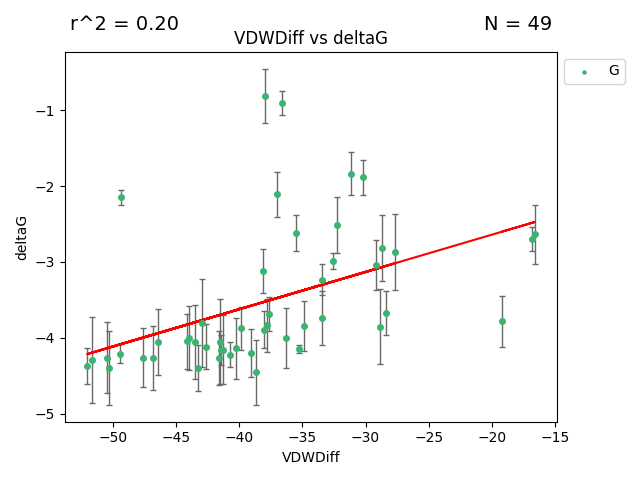 r^2 = 0.20
N = 49
VDWDiff vs deltaG
G
−1
−2
−3
−4
−5
deltaG
−50
−45
−40
−35
−30
−25
−20
−15
VDWDiff